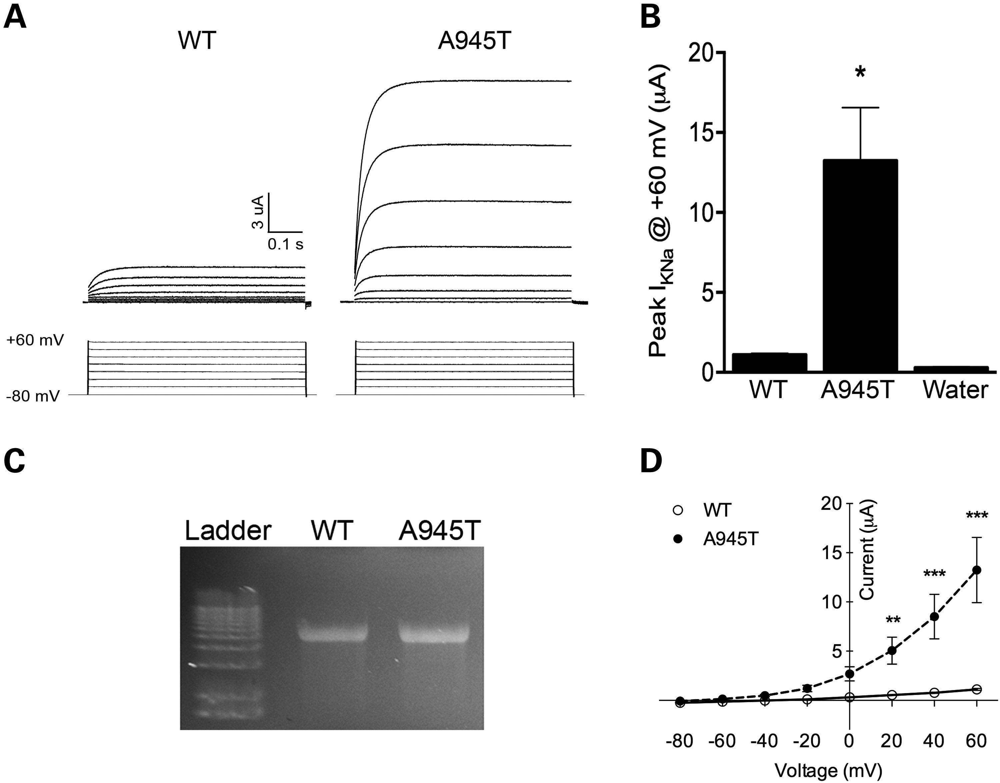 A
WT
A945T
3 uA
0.1 s
+60 mV
-80 mV
B
Peak IKNa @ +60 mV (μA)
20
*
15
10
5
0
WT
A945T
Water
C
Ladder
WT
A945T
D
WT
A945T
20
Current (μA)
15
10
5
**
***
***
-80 -60 -40 -20 0 20 40 60
Voltage (mV)